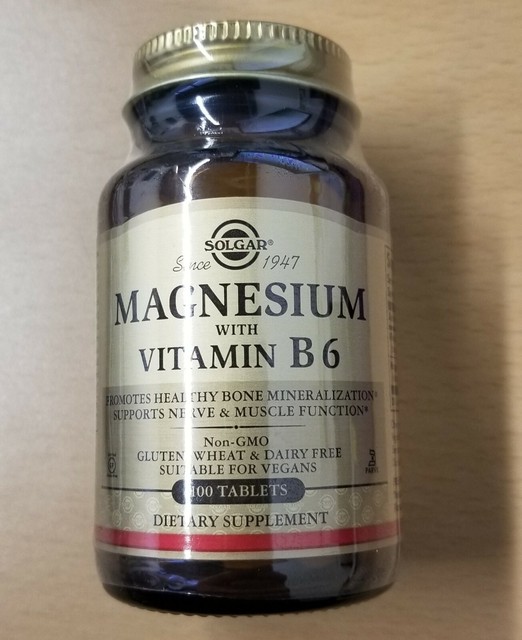 SOLGAR®
Since 1947
MAGNESIUM
WITH
VITAMIN B6
PROMOTES HEALTHY BONE MINERALIZATION*
SUPPORTS NERVE & MUSCLE FUNCTION*
Non-GMO
GLUTEN, WHEAT & DAIRY FREE
SUITABLE FOR VEGANS
100 TABLETS
DIETARY SUPPLEMENT